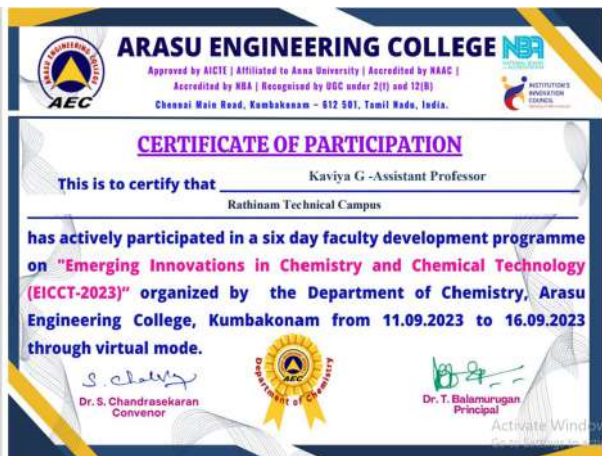 ARASU ENGINEERING COLLEGE NBA
Approved by AICTE | Affiliated to Anna University | Accredited by NAAC |
Accredited by NBA | Recognised by UGC under 2(f) and 12(B)
Chennai Main Road, Kumbakonam – 612 501, Tamil Nadu, India.
ARASU ENGINEERING COLLEGE
AEC
INSTITUTION'S
INNOVATION
COUNCIL
CERTIFICATE OF PARTICIPATION
This is to certify that Kaviya G -Assistant Professor
Rathinam Technical Campus
has actively participated in a six day faculty development programme
on "Emerging Innovations in Chemistry and Chemical Technology
(EICCT-2023)" organized by the Department of Chemistry, Arasu
Engineering College, Kumbakonam from 11.09.2023 to 16.09.2023
through virtual mode.
Dr. S. Chandrasekaran
Convenor
AEC
Department of Chemistry
Dr. T. Balamurugan
Principal
Activate Window